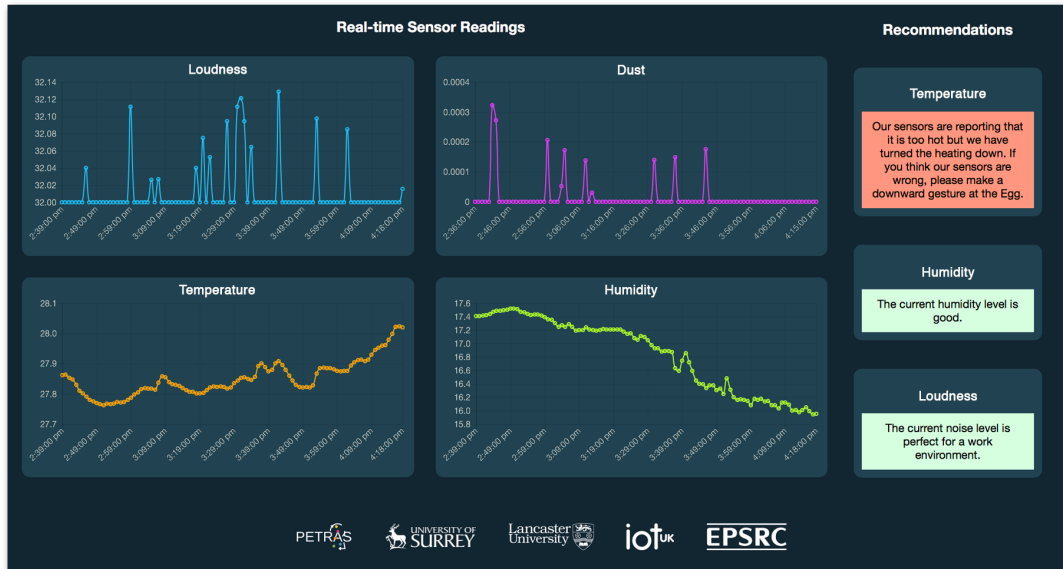 Real-time Sensor Readings
Recommendations
Loudness
32.14
32.12
32.10
32.08
32.06
32.04
32.02
32.00
2:39:00 pm
2:49:00 pm
2:59:00 pm
3:09:00 pm
3:19:00 pm
3:29:00 pm
3:39:00 pm
3:49:00 pm
3:59:00 pm
4:09:00 pm
4:18:00 pm
Dust
0.0004
0.0003
0.0002
0.0001
0
2:36:00 pm
2:46:00 pm
2:56:00 pm
3:06:00 pm
3:16:00 pm
3:26:00 pm
3:36:00 pm
3:46:00 pm
3:56:00 pm
4:06:00 pm
4:15:00 pm
Temperature
Our sensors are reporting that
it is too hot but we have
turned the heating down. If
you think our sensors are
wrong, please make a
downward gesture at the Egg.
Temperature
28.1
28.0
27.9
27.8
27.7
2:39:00 pm
2:49:00 pm
2:59:00 pm
3:09:00 pm
3:19:00 pm
3:29:00 pm
3:39:00 pm
3:49:00 pm
3:59:00 pm
4:09:00 pm
4:18:00 pm
Humidity
17.6
17.4
17.2
17.0
16.8
16.6
16.4
16.2
16.0
15.8
2:39:00 pm
2:49:00 pm
2:59:00 pm
3:09:00 pm
3:19:00 pm
3:29:00 pm
3:39:00 pm
3:49:00 pm
3:59:00 pm
4:09:00 pm
4:18:00 pm
Humidity
The current humidity level is
good.
Loudness
The current noise level is
perfect for a work
environment.
PETRAS
UNIVERSITY OF
SURREY
Lancaster
University
iot UK
EPSRC